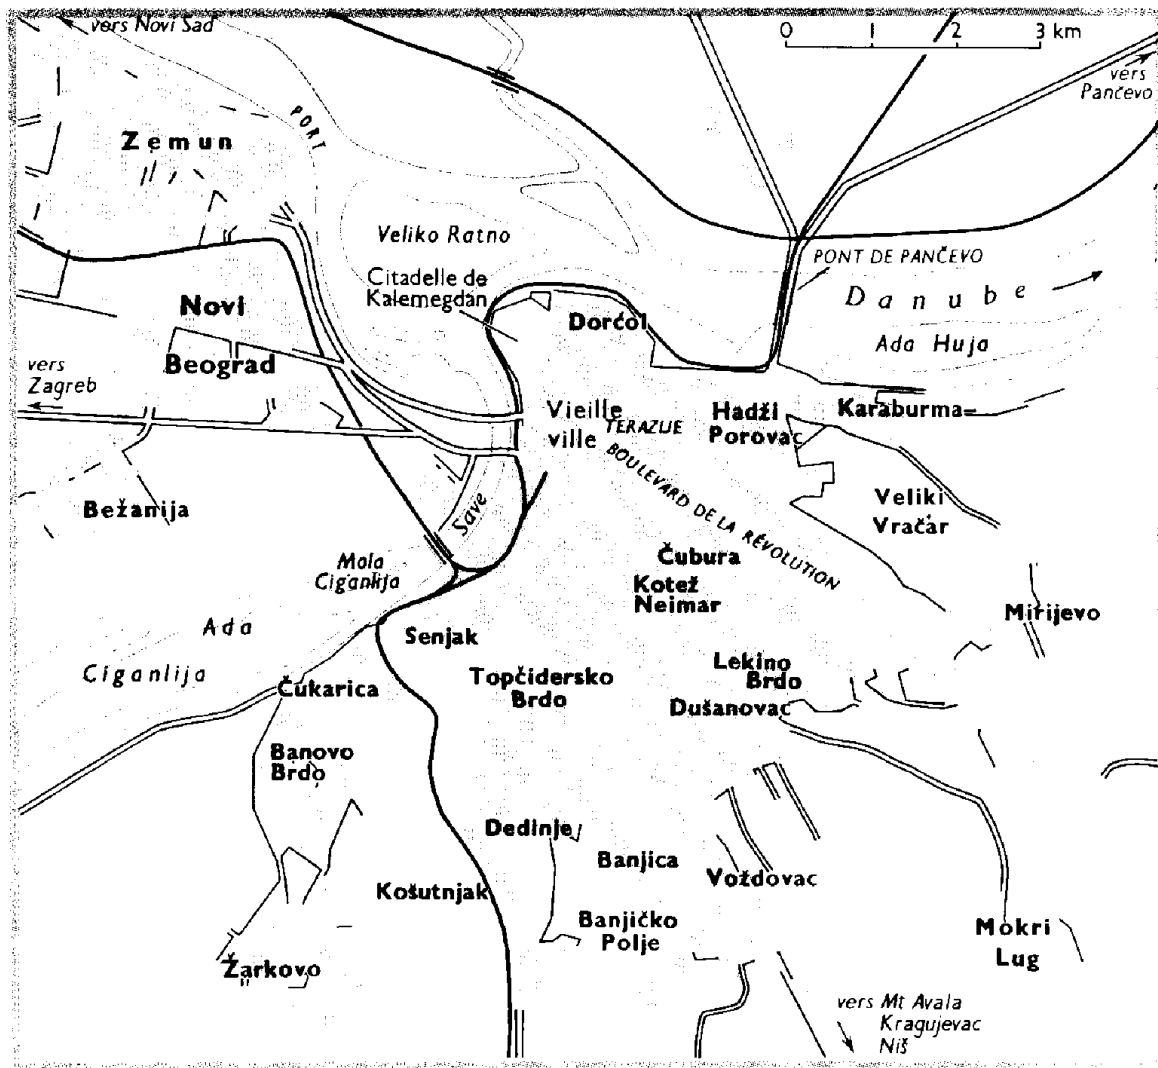 vers Novi Sad
0 1 2 3 km
vers
Pančevo
PORT
Zemun
Veliko Ratno
PONT DE PANČEVO
Citadelle de
Kalemegdan
Danube
Novi
Beograd
Dorćol
Ada Huja
vers
Zagreb
Vieille
ville
TERAZIJE
Hadži
Porovac
Karaburma
BOULEVARD DE LA RÉVOLUTION
Bežanija
Save
Veliki
Vračar
Čubura
Kotež
Neimar
Mala
Ciganlija
Mirijevo
Ada
Ciganlija
Senjak
Čukarica
Topčidersko
Brdo
Lekino
Brdo
Dušanovac
Banovo
Brdo
Dedinje
Banjica
Voždovac
Košutnjak
Banjičko
Polje
Mokri
Lug
Žarkovo
vers Mt Avala
Kragujevac
Niš